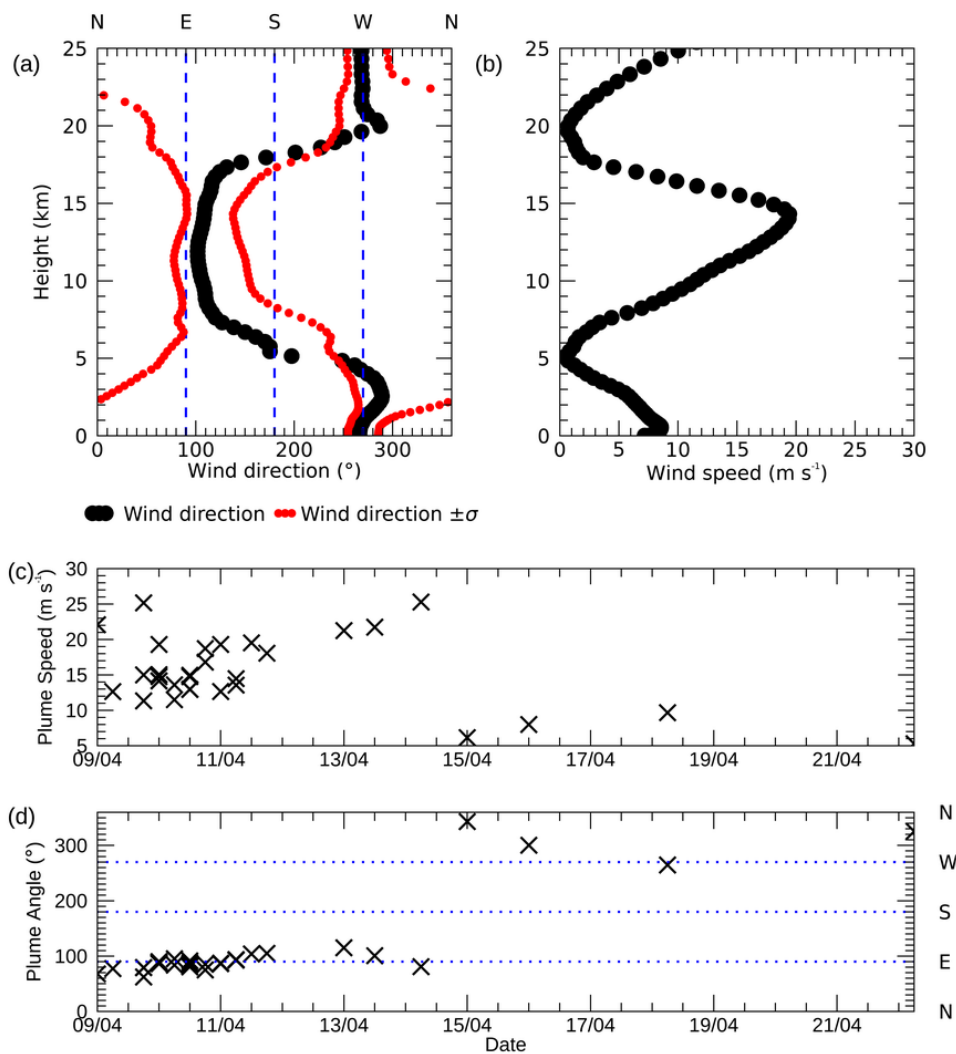 N E S W N
(a) (b)
25 25
20 20
15 15
10 10
5 5
0 0
Height (km)
0 100 200 300
0 5 10 15 20 25 30
Wind direction (°)
Wind speed (m s⁻¹)
Wind direction
Wind direction ±σ
(c)
30
25
20
15
10
5
Plume Speed (m s⁻¹)
09/04 11/04 13/04 15/04 17/04 19/04 21/04
(d)
300
200
100
0
Plume Angle (°)
N
W
S
E
N
09/04 11/04 13/04 15/04 17/04 19/04 21/04
Date